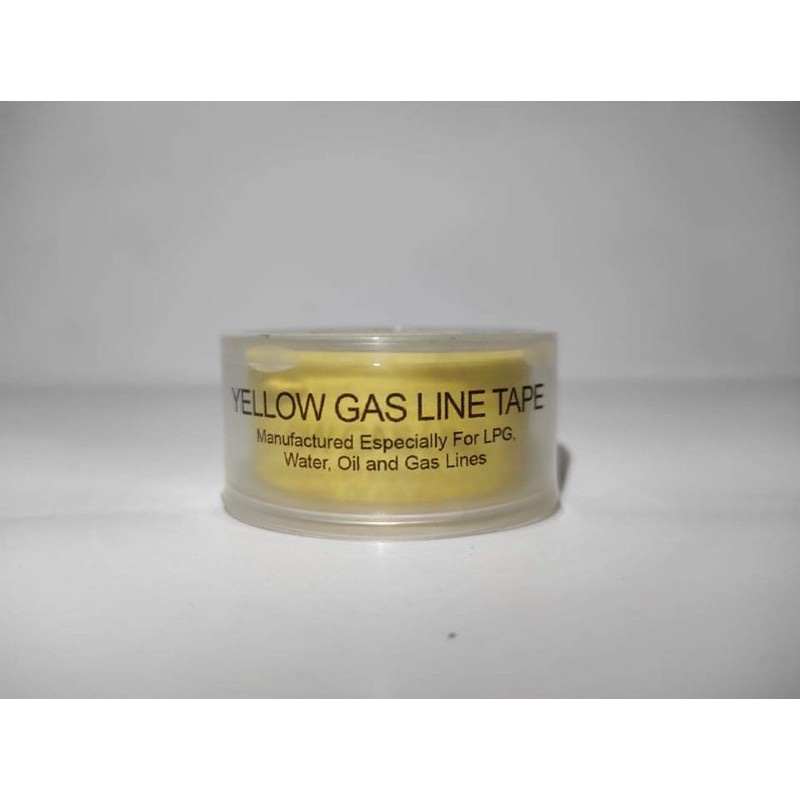 YELLOW GAS LINE TAPE
Manufactured Especially For LPG,
Water, Oil and Gas Lines